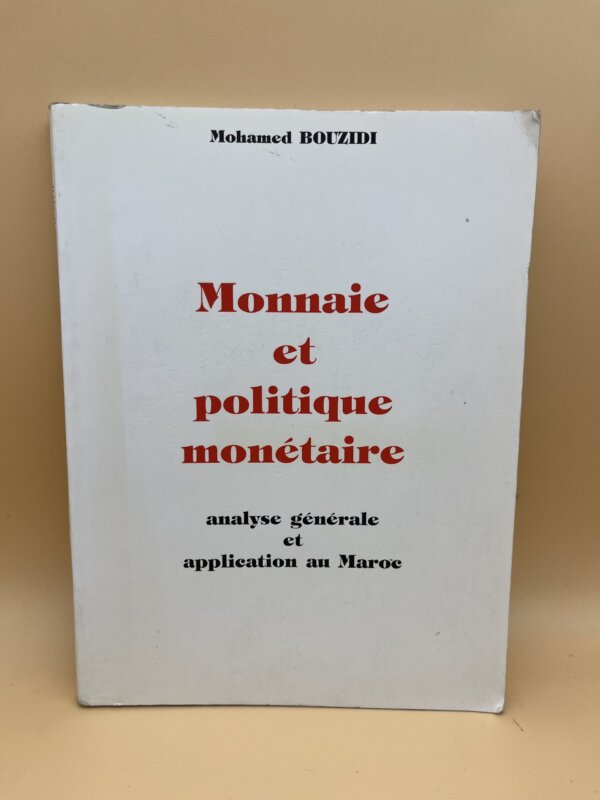 Mohamed BOUZIDI
Monnaie
et
politique
monétaire
analyse générale
et
application au Maroc